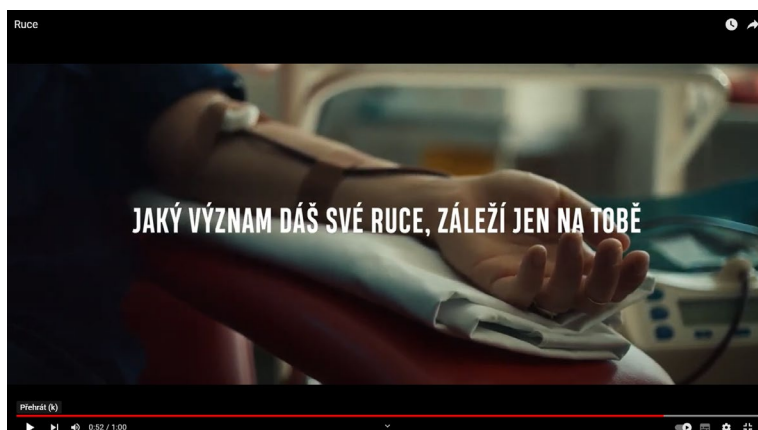 Ruce
JAKÝ VÝZNAM DÁŠ SVÉ RUCE, ZÁLEŽÍ JEN NA TOBĚ
Přehrát (k)
0:52 / 1:00